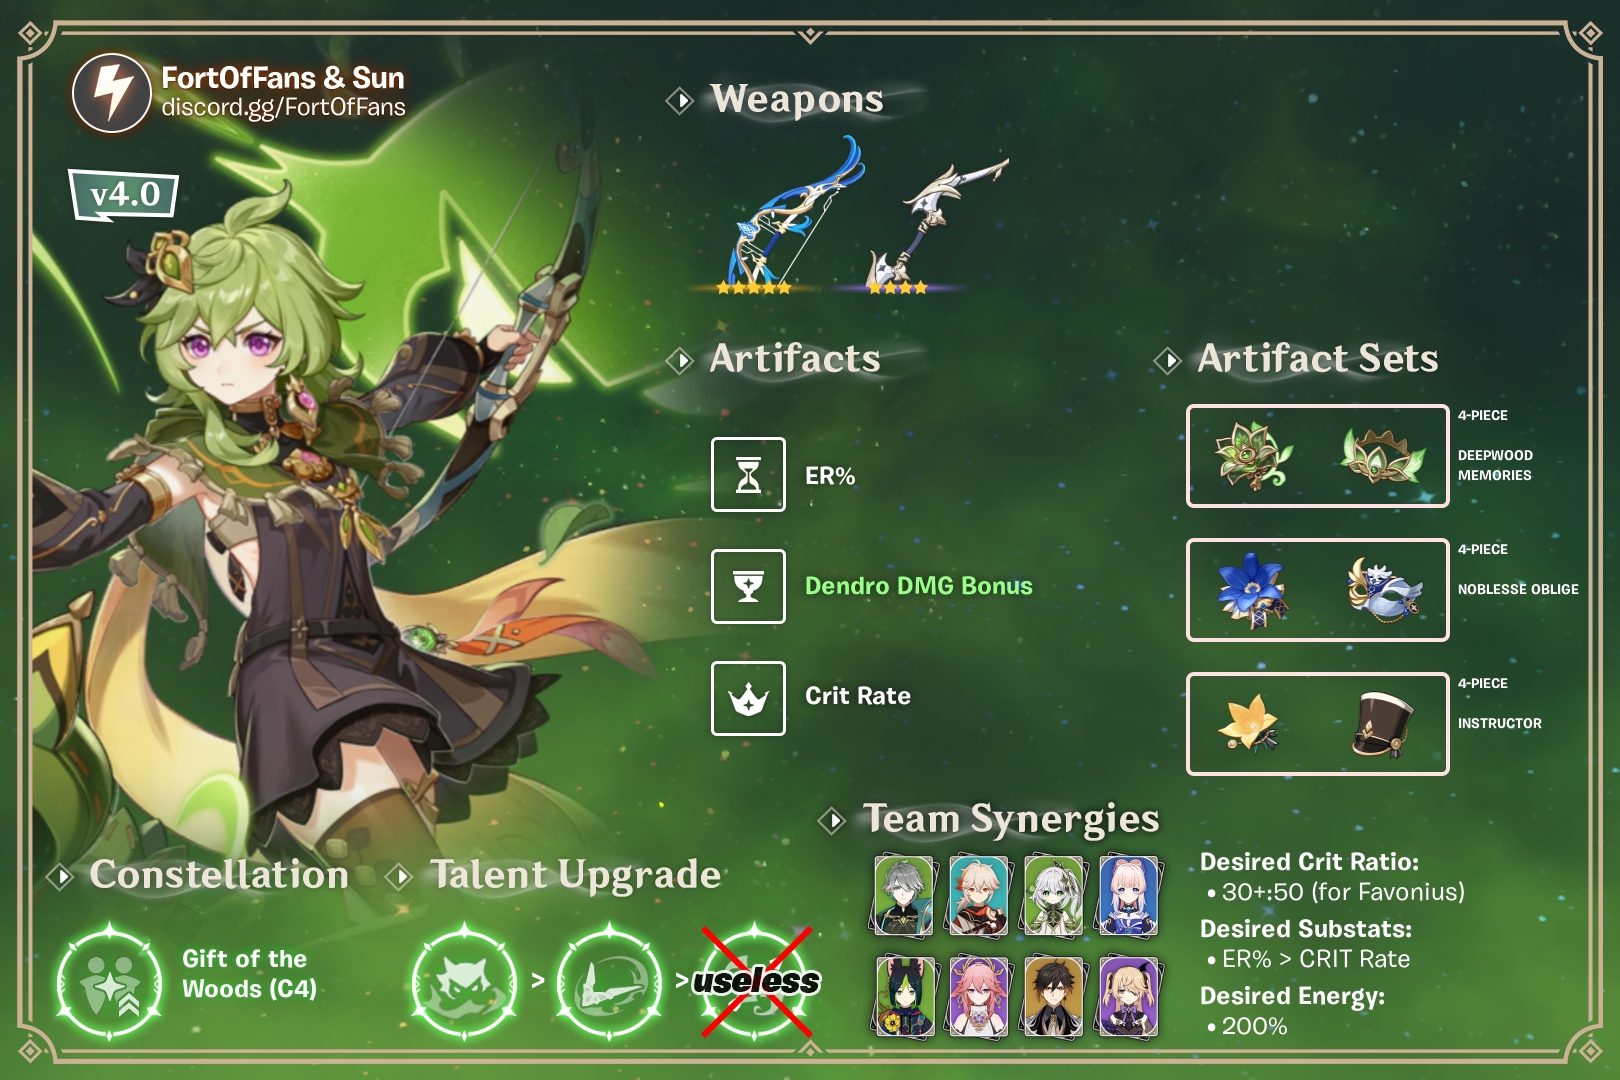 FortOfFans & Sun
discord.gg/FortOfFans
v4.0
Weapons
Artifacts
ER%
Dendro DMG Bonus
Crit Rate
Artifact Sets
4-PIECE
DEEPWOOD
MEMORIES
4-PIECE
NOBLESSE OBLIGE
4-PIECE
INSTRUCTOR
Constellation
Gift of the
Woods (C4)
Talent Upgrade
> > useless
Team Synergies
Desired Crit Ratio:
• 30+:50 (for Favonius)
Desired Substats:
• ER% > CRIT Rate
Desired Energy:
• 200%